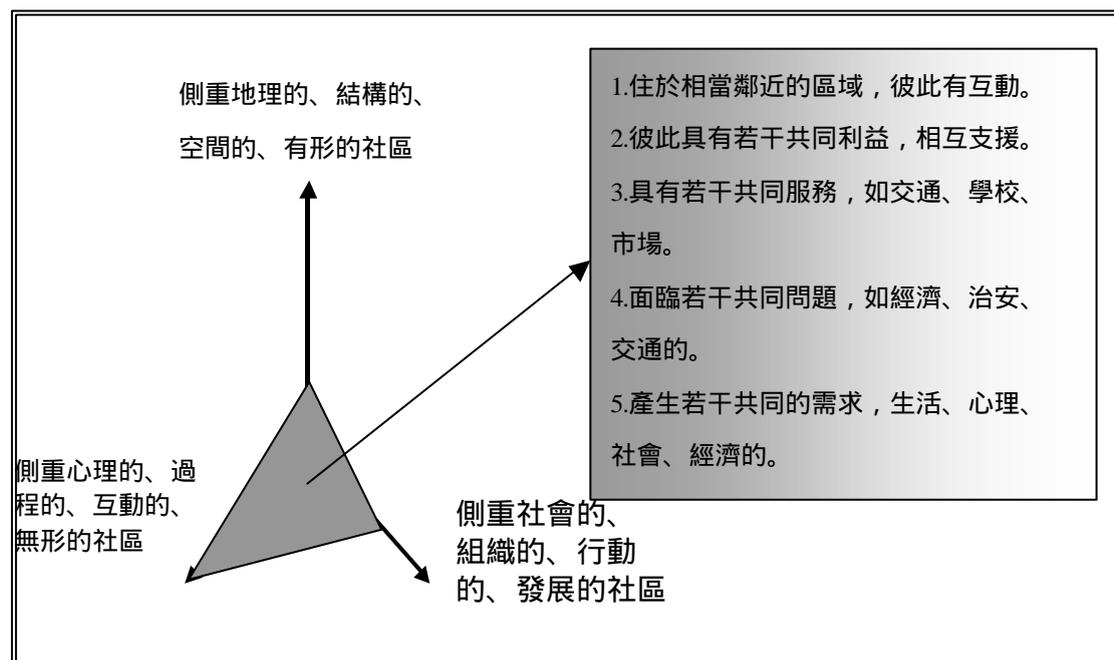 側重地理的、結構的、
空間的、有形的社區
1.住於相當鄰近的區域，彼此有互動。
2.彼此具有若干共同利益，相互支援。
3.具有若干共同服務，如交通、學校、
市場。
4.面臨若干共同問題，如經濟、治安、
交通的。
5.產生若干共同的需求，生活、心理、
社會、經濟的。
側重心理的、過
程的、互動的、
無形的社區
側重社會的、
組織的、行動
的、發展的社區